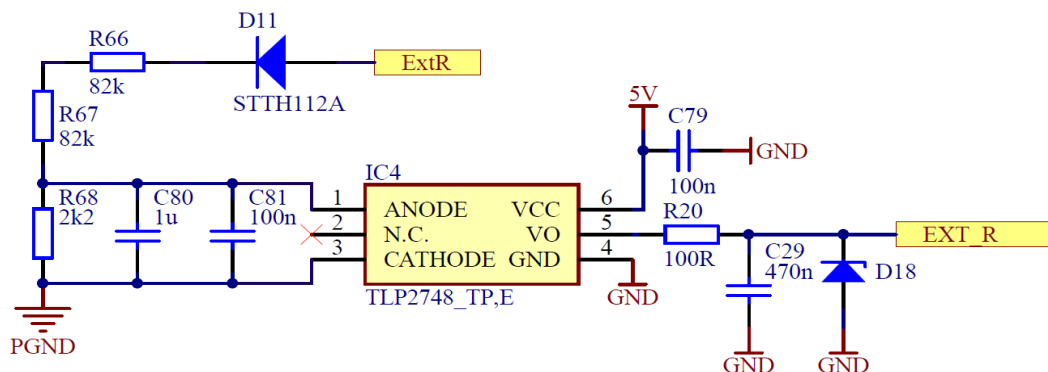 D11
R66
ExtR
82k
STTH112A
R67
82k
5V
C79
GND
100n
IC4
R68
2k2
C80
1u
C81
100n
1
2
3
ANODE
N.C.
CATHODE
VCC
VO
GND
6
5
4
TLP2748_TP,E
R20
100R
EXT_R
C29
470n
D18
GND
GND
GND
PGND